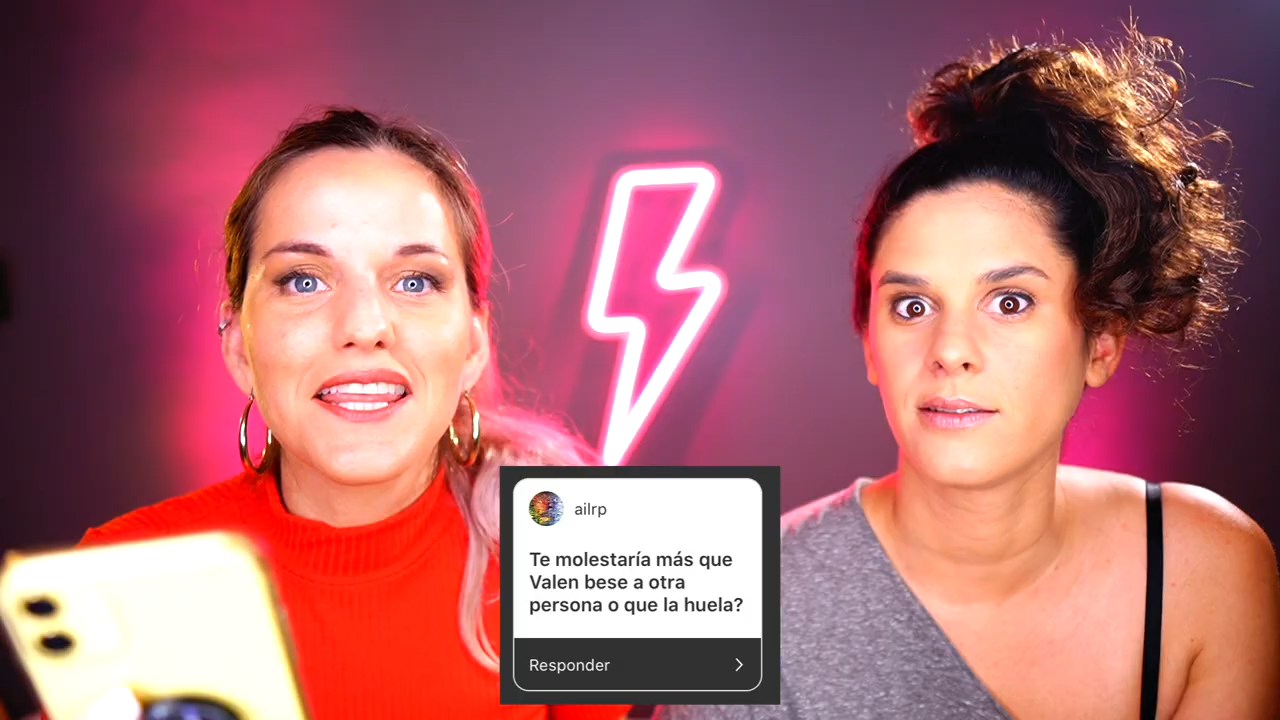 ailrp
Te molestaría más que
Valen bese a otra
persona o que la huela?
Responder